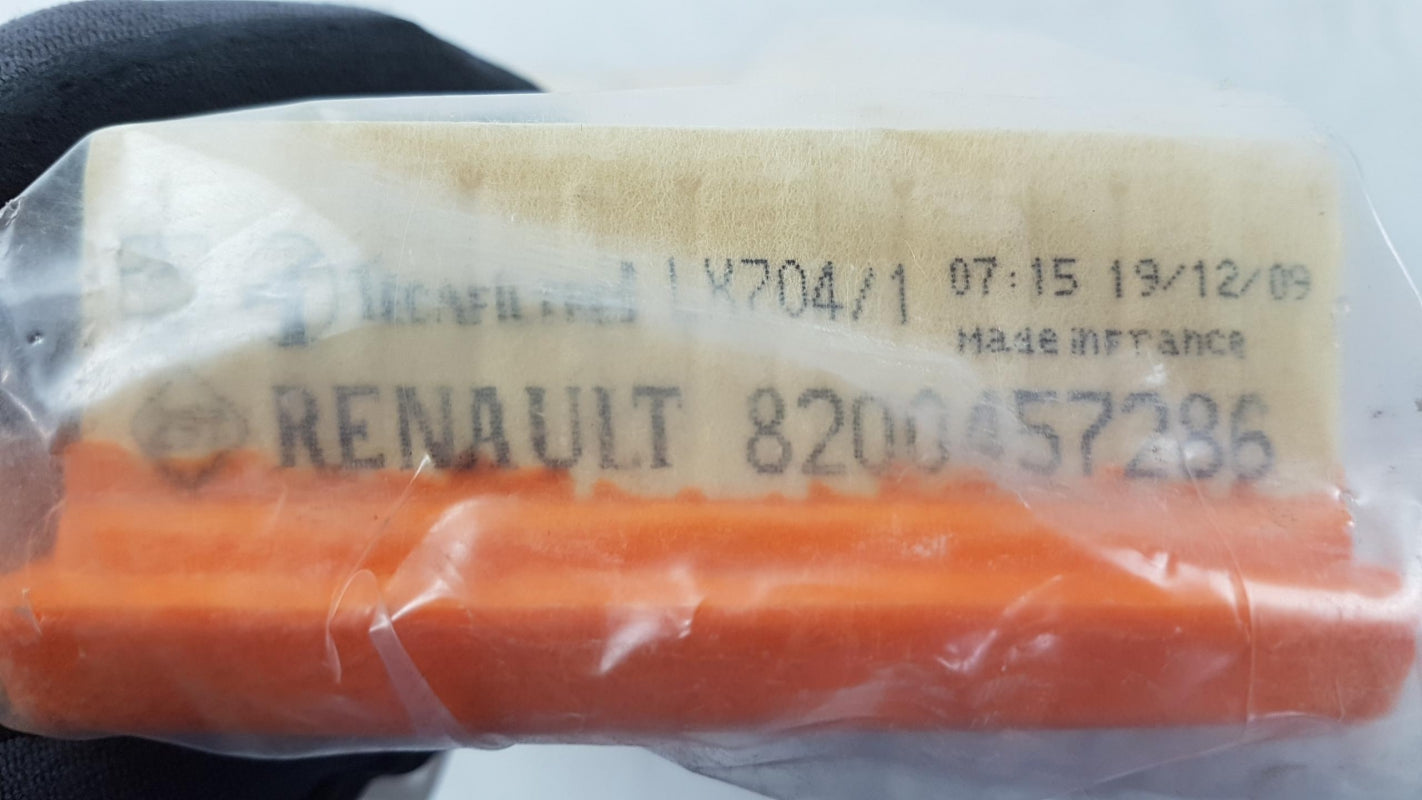 LX704/1 07:15 19/12/09
Made in France
RENAULT 8200457286